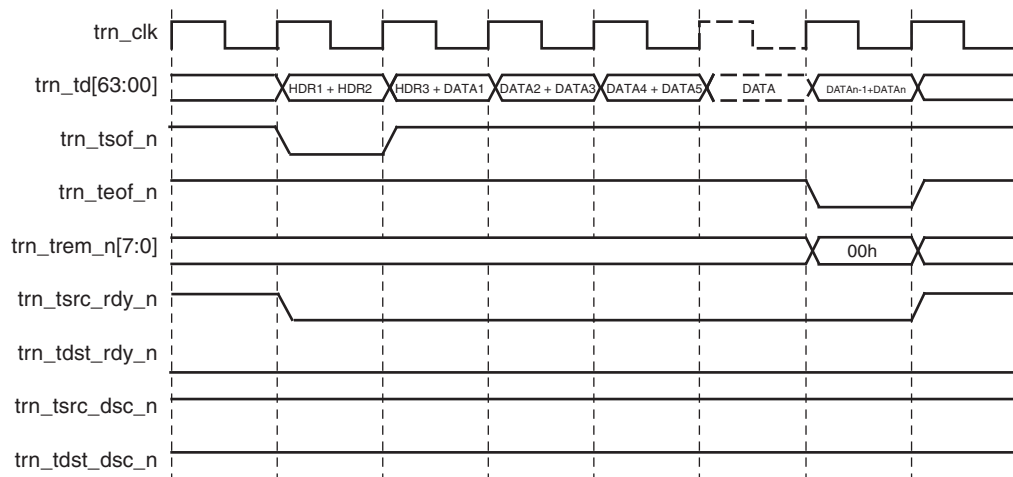 trn_clk
trn_td[63:00]
HDR1 + HDR2
HDR3 + DATA1
DATA2 + DATA3
DATA4 + DATA5
DATA
DATAn-1+DATAn
trn_tsof_n
trn_teof_n
trn_trem_n[7:0]
00h
trn_tsrc_rdy_n
trn_tdst_rdy_n
trn_tsrc_dsc_n
trn_tdst_dsc_n